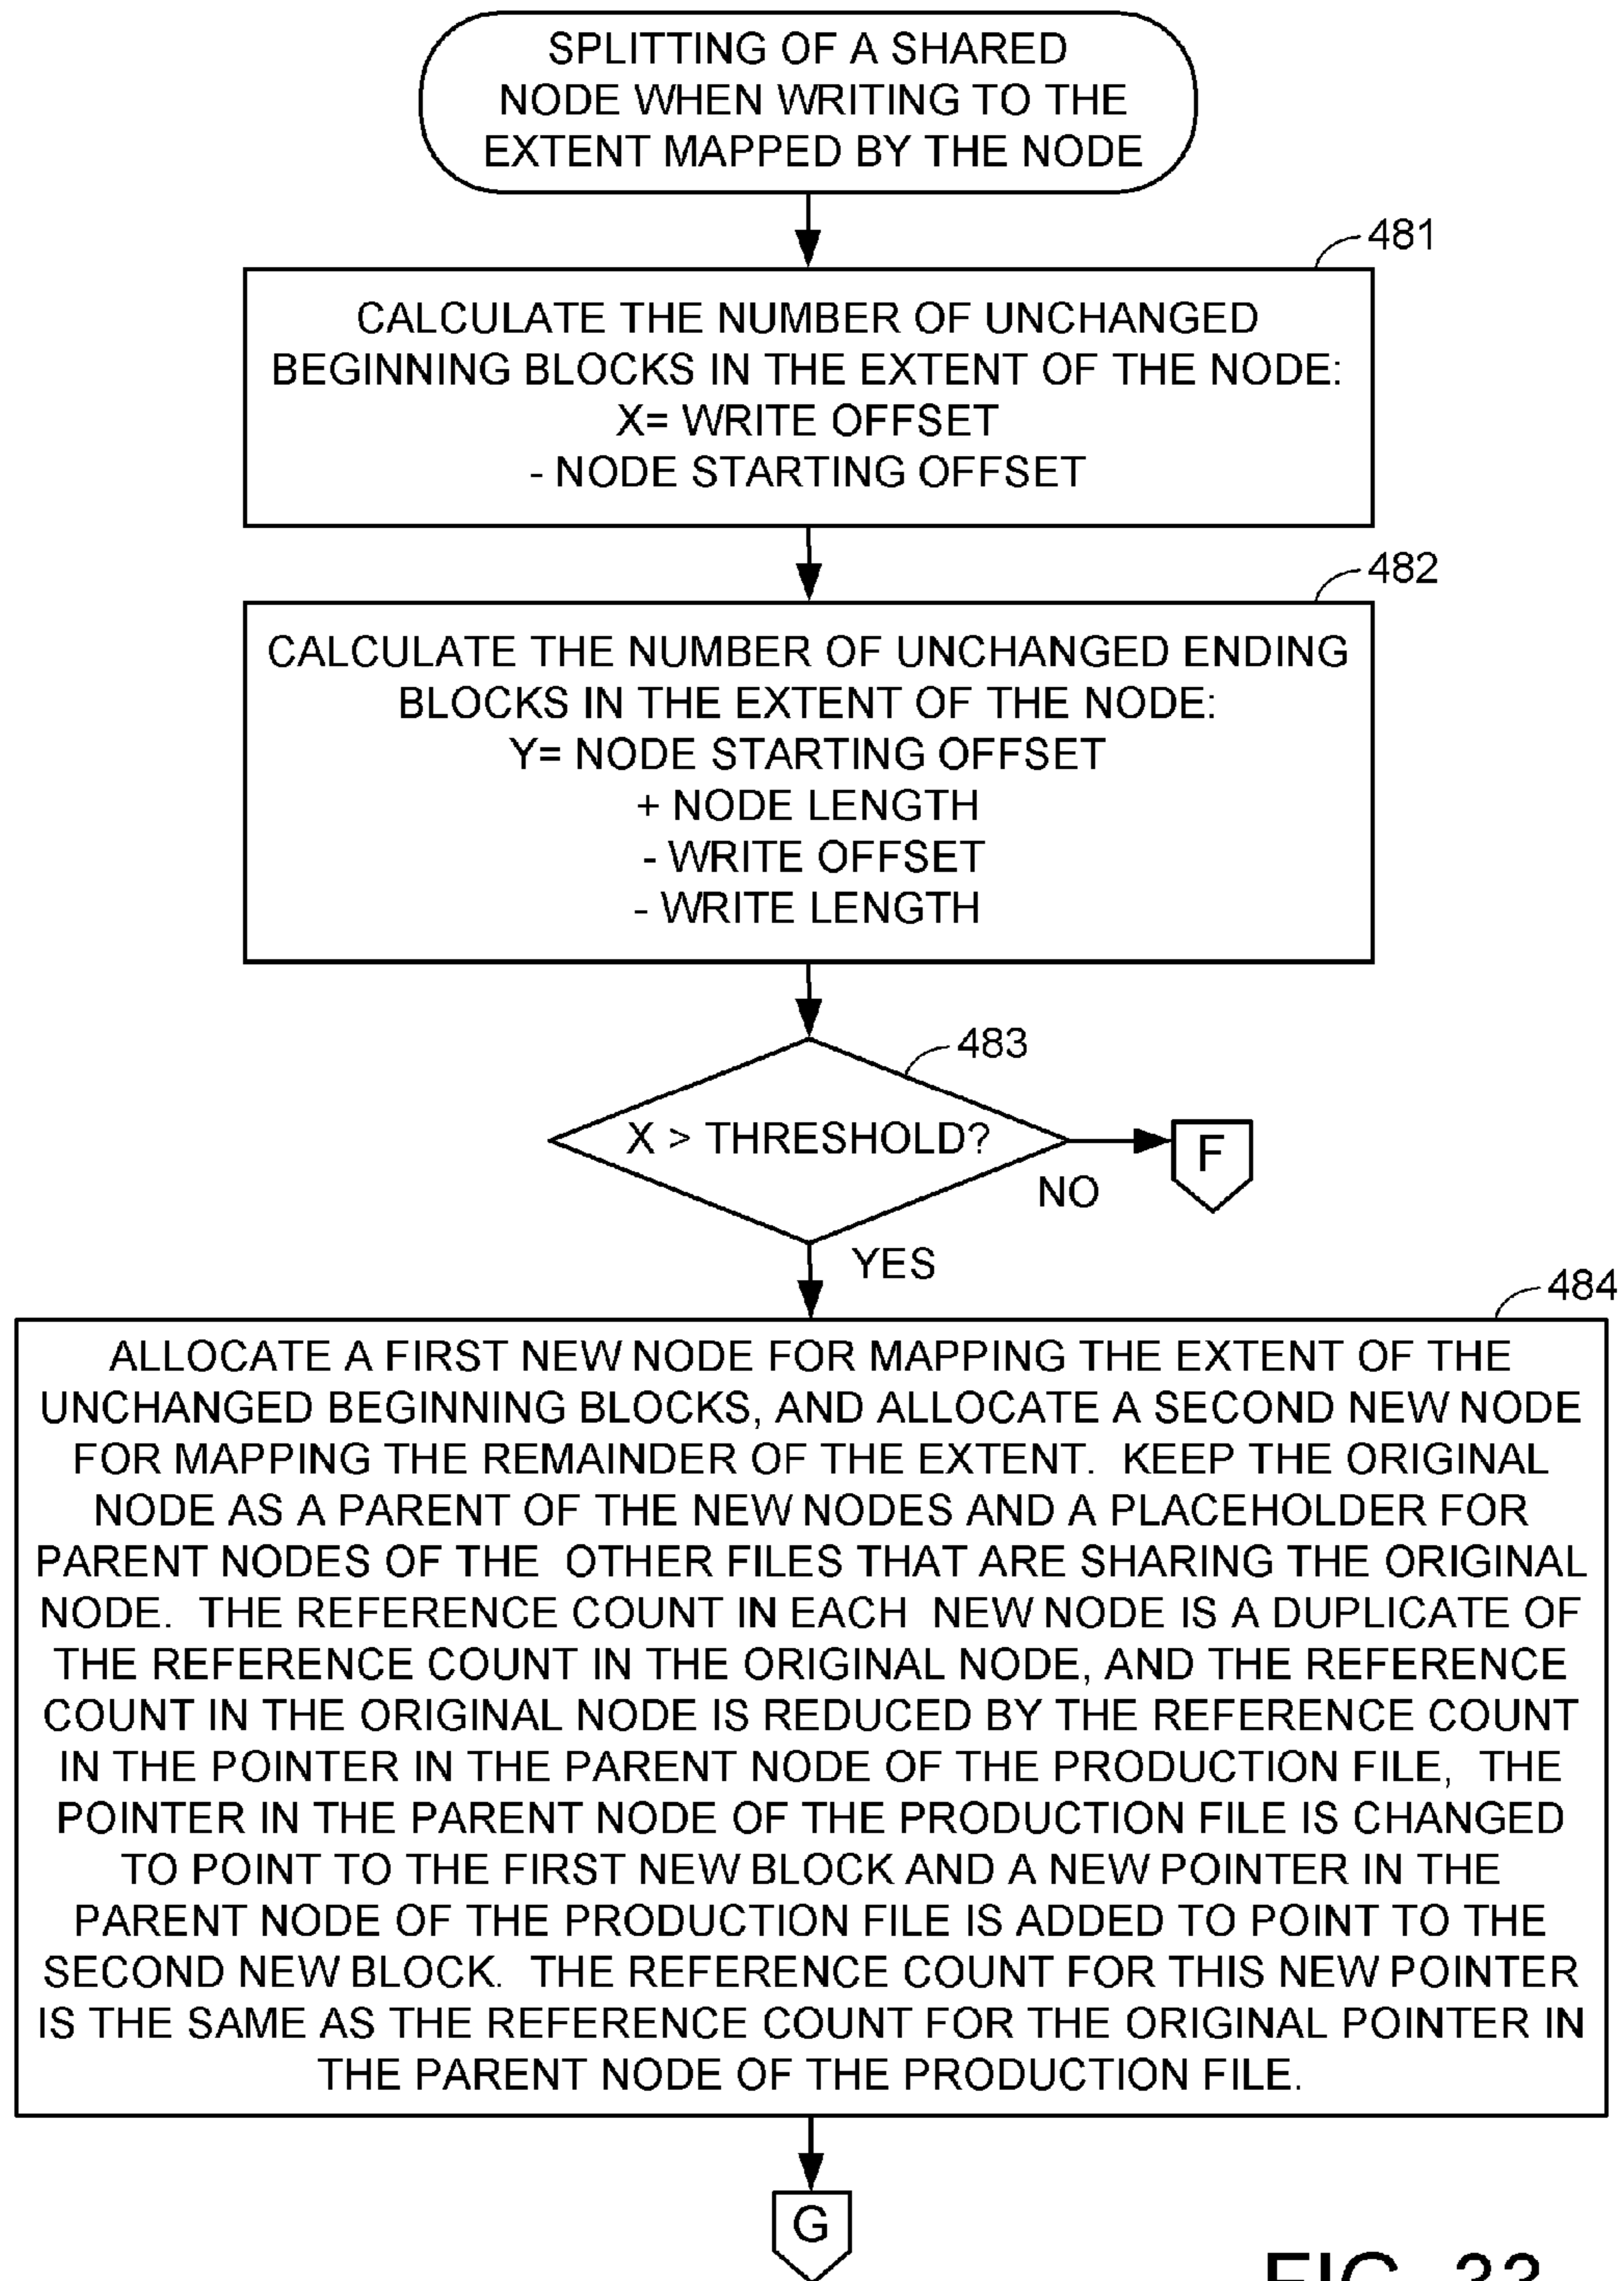 SPLITTING OF A SHARED
NODE WHEN WRITING TO THE
EXTENT MAPPED BY THE NODE
481
CALCULATE THE NUMBER OF UNCHANGED
BEGINNING BLOCKS IN THE EXTENT OF THE NODE:
X= WRITE OFFSET
- NODE STARTING OFFSET
482
CALCULATE THE NUMBER OF UNCHANGED ENDING
BLOCKS IN THE EXTENT OF THE NODE:
Y= NODE STARTING OFFSET
+ NODE LENGTH
- WRITE OFFSET
- WRITE LENGTH
483
X > THRESHOLD?
F
NO
YES
484
ALLOCATE A FIRST NEW NODE FOR MAPPING THE EXTENT OF THE
UNCHANGED BEGINNING BLOCKS, AND ALLOCATE A SECOND NEW NODE
FOR MAPPING THE REMAINDER OF THE EXTENT. KEEP THE ORIGINAL
NODE AS A PARENT OF THE NEW NODES AND A PLACEHOLDER FOR
PARENT NODES OF THE OTHER FILES THAT ARE SHARING THE ORIGINAL
NODE. THE REFERENCE COUNT IN EACH NEW NODE IS A DUPLICATE OF
THE REFERENCE COUNT IN THE ORIGINAL NODE, AND THE REFERENCE
COUNT IN THE ORIGINAL NODE IS REDUCED BY THE REFERENCE COUNT
IN THE POINTER IN THE PARENT NODE OF THE PRODUCTION FILE, THE
POINTER IN THE PARENT NODE OF THE PRODUCTION FILE IS CHANGED
TO POINT TO THE FIRST NEW BLOCK AND A NEW POINTER IN THE
PARENT NODE OF THE PRODUCTION FILE IS ADDED TO POINT TO THE
SECOND NEW BLOCK. THE REFERENCE COUNT FOR THIS NEW POINTER
IS THE SAME AS THE REFERENCE COUNT FOR THE ORIGINAL POINTER IN
THE PARENT NODE OF THE PRODUCTION FILE.
G